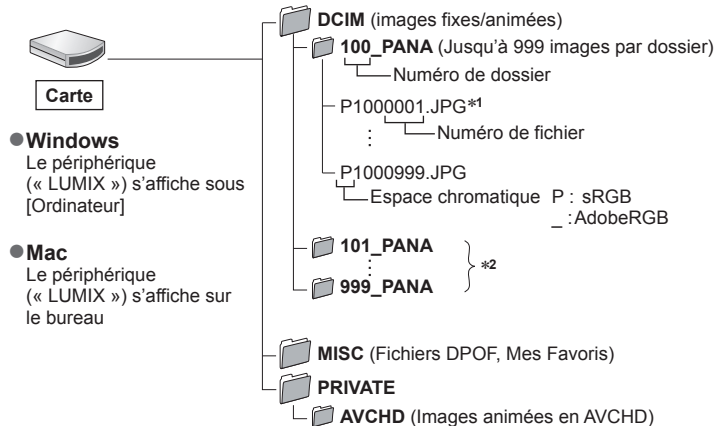 DCIM (images fixes/animées)
100_PANA (Jusqu'à 999 images par dossier)
Numéro de dossier
Carte
P1000001.JPG*1
Numéro de fichier
●Windows
Le périphérique
(« LUMIX ») s'affiche sous
[Ordinateur]
P1000999.JPG
Espace chromatique P : sRGB
_ :AdobeRGB
●Mac
Le périphérique
(« LUMIX ») s'affiche sur
le bureau
101_PANA
*2
999_PANA
MISC (Fichiers DPOF, Mes Favoris)
PRIVATE
AVCHD (Images animées en AVCHD)